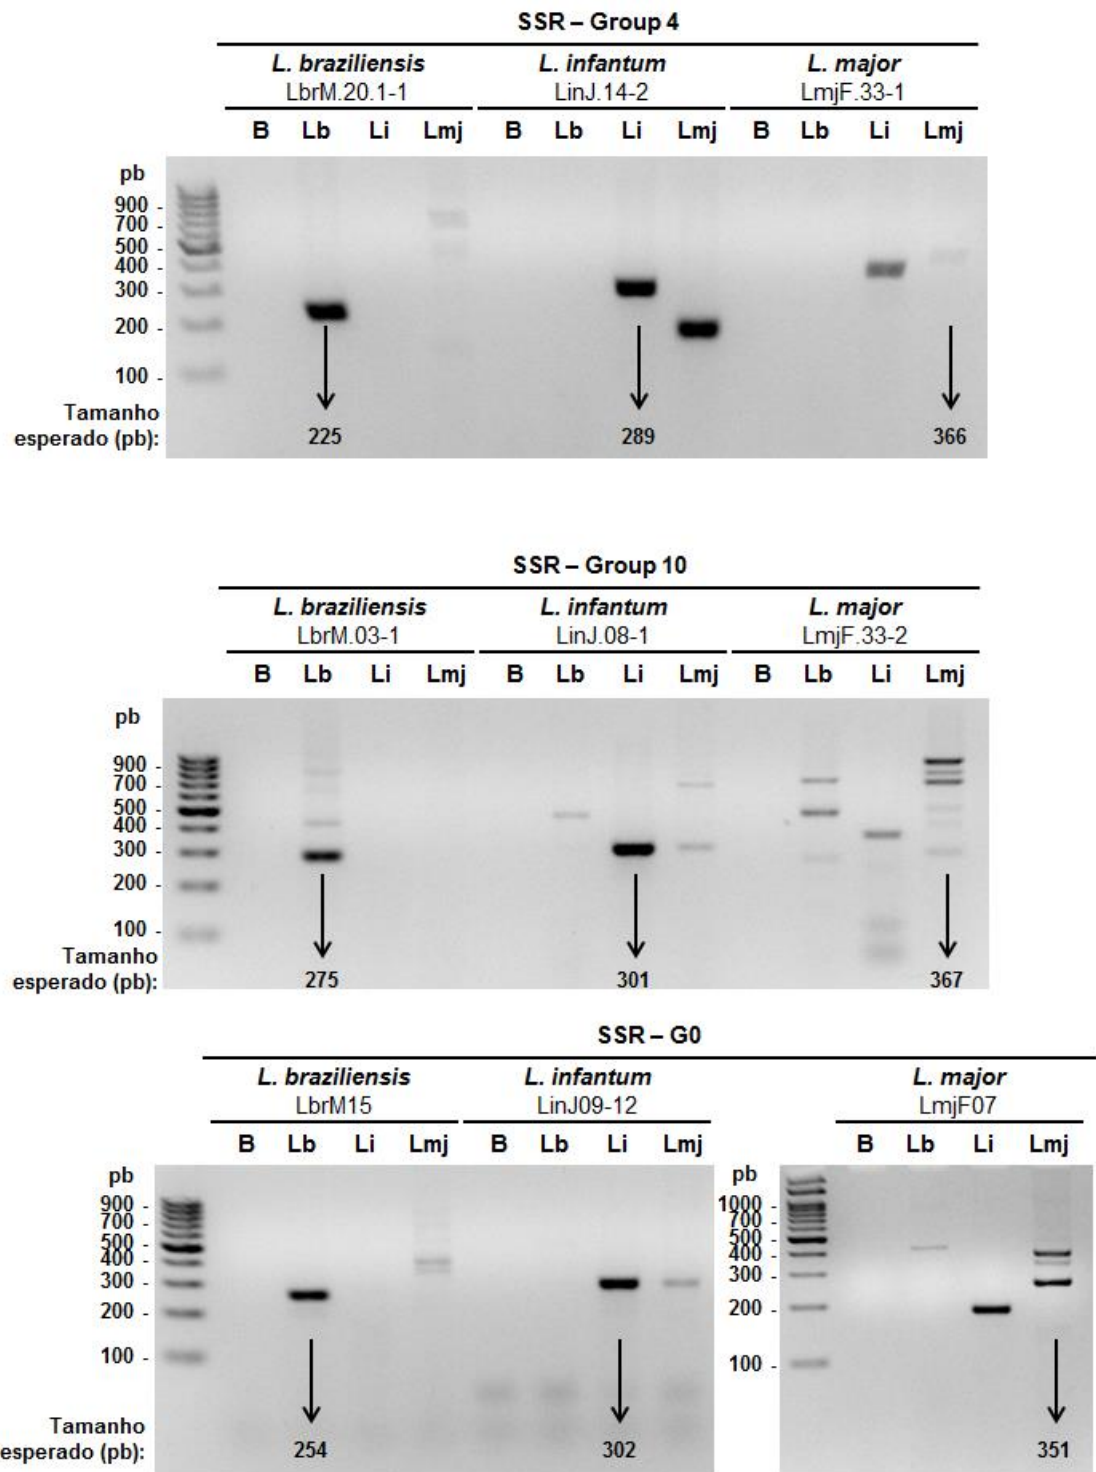 SSR – Group 4
L. braziliensis L. infantum L. major
LbrM.20.1-1 LinJ.14-2 LmjF.33-1
B Lb Li Lmj B Lb Li Lmj B Lb Li Lmj
pb
900 -
700 -
500 -
400 -
300 -
200 -
100 -
Tamanho
esperado (pb): 225 289 366
SSR – Group 10
L. braziliensis L. infantum L. major
LbrM.03-1 LinJ.08-1 LmjF.33-2
B Lb Li Lmj B Lb Li Lmj B Lb Li Lmj
pb
900 -
700 -
500 -
400 -
300 -
200 -
100 -
Tamanho
esperado (pb): 275 301 367
SSR – G0
L. braziliensis L. infantum L. major
LbrM15 LinJ09-12 LmjF07
B Lb Li Lmj B Lb Li Lmj B Lb Li Lmj
pb pb
900 - 1000 -
700 - 700 -
500 - 500 -
400 - 400 -
300 - 300 -
200 - 200 -
100 - 100 -
Tamanho
esperado (pb): 254 302 351